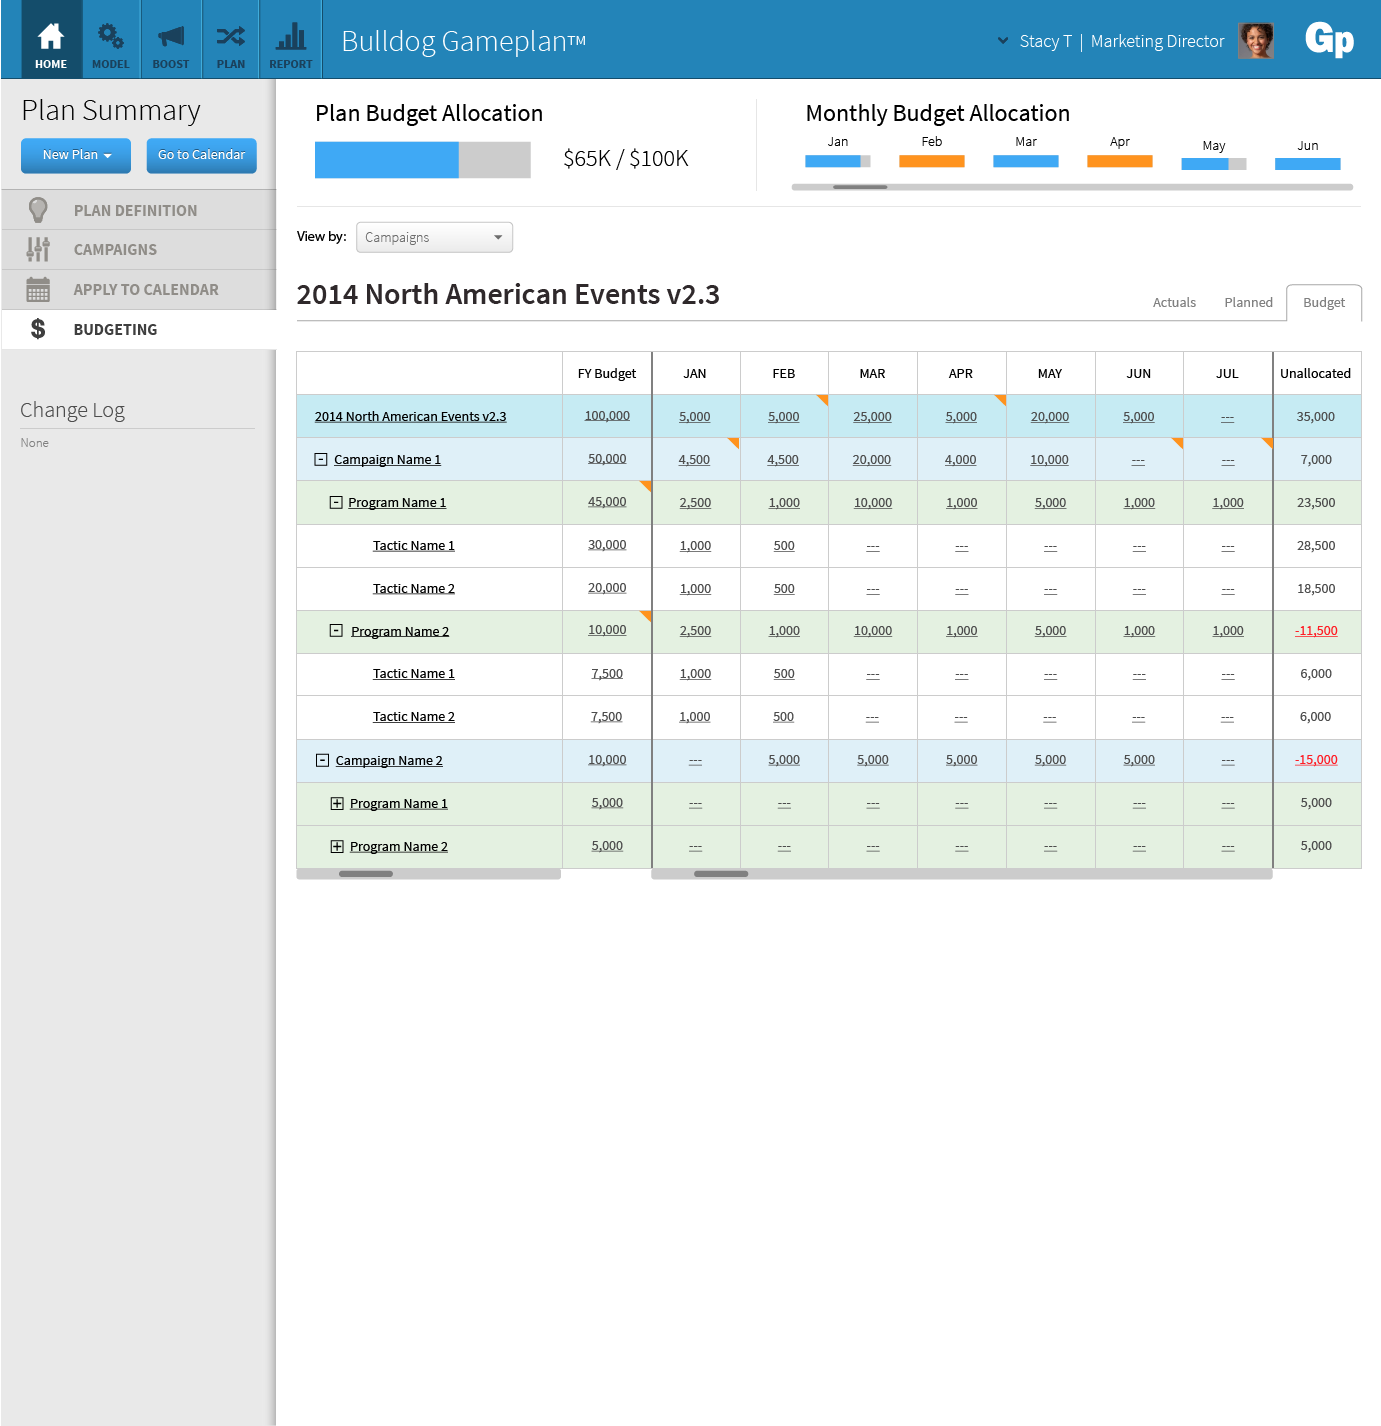 Bulldog Gameplan™
Stacy T | Marketing Director
Gp
HOME MODEL BOOST PLAN REPORT
Plan Summary
New Plan Go to Calendar
PLAN DEFINITION
CAMPAIGNS
APPLY TO CALENDAR
$ BUDGETING
Change Log
None
Plan Budget Allocation
$65K / $100K
Monthly Budget Allocation
Jan Feb Mar Apr May Jun
View by: Campaigns
2014 North American Events v2.3
Actuals Planned Budget
FY Budget JAN FEB MAR APR MAY JUN JUL Unallocated
2014 North American Events v2.3 100,000 5,000 5,000 25,000 5,000 20,000 5,000 --- 35,000
Campaign Name 1 50,000 4,500 4,500 20,000 4,000 10,000 --- --- 7,000
Program Name 1 45,000 2,500 1,000 10,000 1,000 5,000 1,000 1,000 23,500
Tactic Name 1 30,000 1,000 500 --- --- --- --- --- 28,500
Tactic Name 2 20,000 1,000 500 --- --- --- --- --- 18,500
Program Name 2 10,000 2,500 1,000 10,000 1,000 5,000 1,000 1,000 -11,500
Tactic Name 1 7,500 1,000 500 --- --- --- --- --- 6,000
Tactic Name 2 7,500 1,000 500 --- --- --- --- --- 6,000
Campaign Name 2 10,000 --- 5,000 5,000 5,000 5,000 5,000 --- -15,000
Program Name 1 5,000 --- --- --- --- --- --- --- 5,000
Program Name 2 5,000 --- --- --- --- --- --- --- 5,000